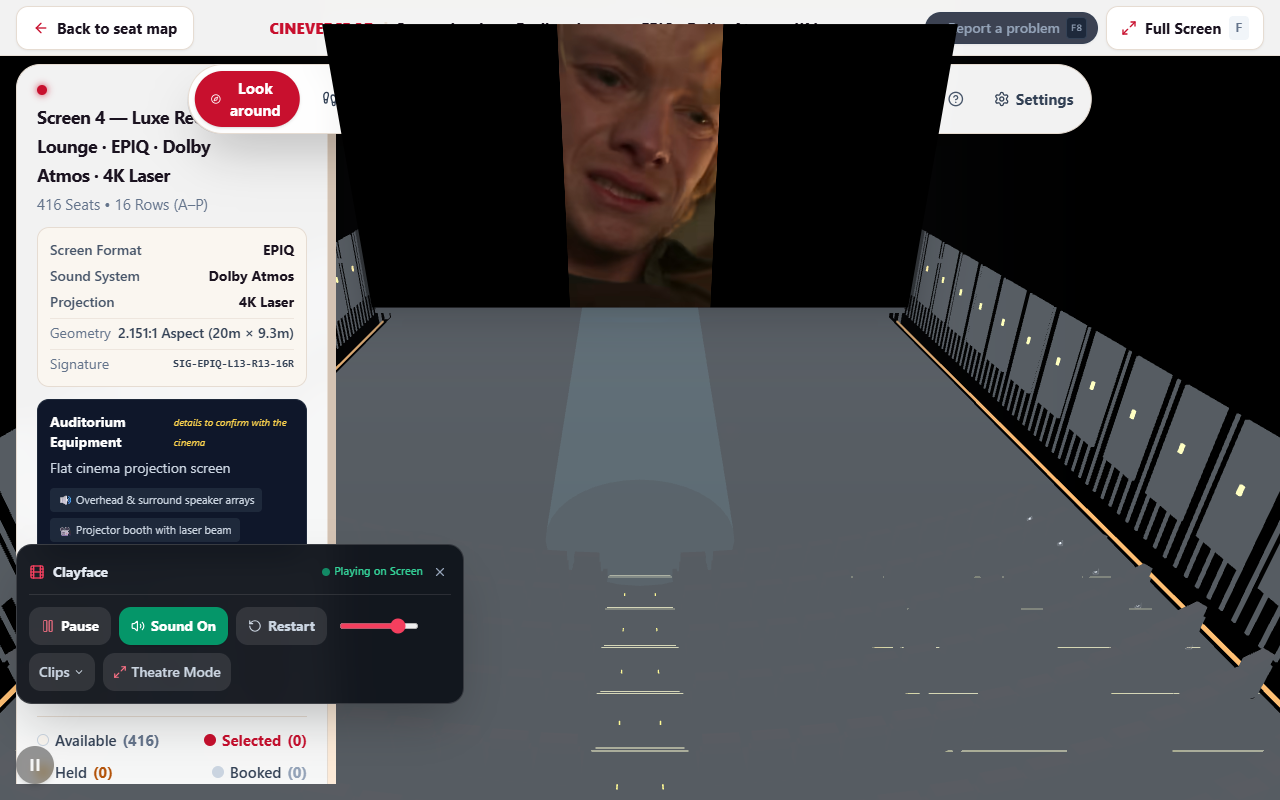 Back to seat map
CINEVE
Report a problem F8
Full Screen F
Look
around
Settings
Screen 4 — Luxe Re
Lounge · EPIQ · Dolby
Atmos · 4K Laser
416 Seats • 16 Rows (A–P)
Screen Format EPIQ
Sound System Dolby Atmos
Projection 4K Laser
Geometry 2.151:1 Aspect (20m × 9.3m)
Signature SIG-EPIQ-L13-R13-16R
Auditorium
Equipment
details to confirm with the
cinema
Flat cinema projection screen
Overhead & surround speaker arrays
Projector booth with laser beam
Clayface Playing on Screen
Pause Sound On Restart
Clips Theatre Mode
Available (416) Selected (0)
Held (0) Booked (0)